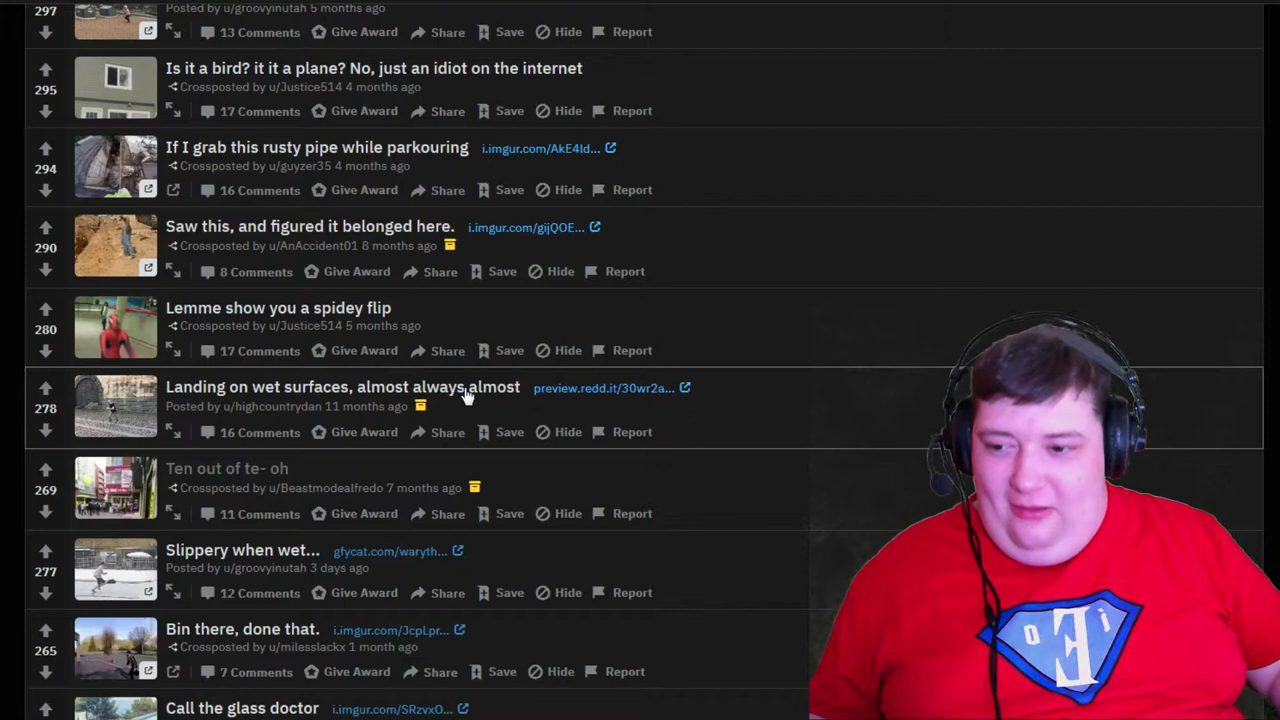 297
Posted by u/groovyinutah 5 months ago
13 Comments Give Award Share Save Hide Report
Is it a bird? it it a plane? No, just an idiot on the internet
295
Crossposted by u/Justice514 4 months ago
17 Comments Give Award Share Save Hide Report
If I grab this rusty pipe while parkouring i.imgur.com/AkE4ld...
294
Crossposted by u/guyzer35 4 months ago
16 Comments Give Award Share Save Hide Report
Saw this, and figured it belonged here. i.imgur.com/gijQOE...
290
Crossposted by u/AnAccident01 8 months ago
8 Comments Give Award Share Save Hide Report
Lemme show you a spidey flip
280
Crossposted by u/Justice514 5 months ago
17 Comments Give Award Share Save Hide Report
Landing on wet surfaces, almost always almost preview.redd.it/30wr2a...
278
Posted by u/highcountrydan 11 months ago
16 Comments Give Award Share Save Hide Report
Ten out of te- oh
269
Crossposted by u/Beastmodealfredo 7 months ago
11 Comments Give Award Share Save Hide Report
Slippery when wet... gfycat.com/waryth...
277
Posted by u/groovyinutah 3 days ago
12 Comments Give Award Share Save Hide Report
Bin there, done that. i.imgur.com/JcpLpr...
265
Crossposted by u/milesslackx 1 month ago
7 Comments Give Award Share Save Hide Report
Call the glass doctor i.imgur.com/SRzvxO...
O E i